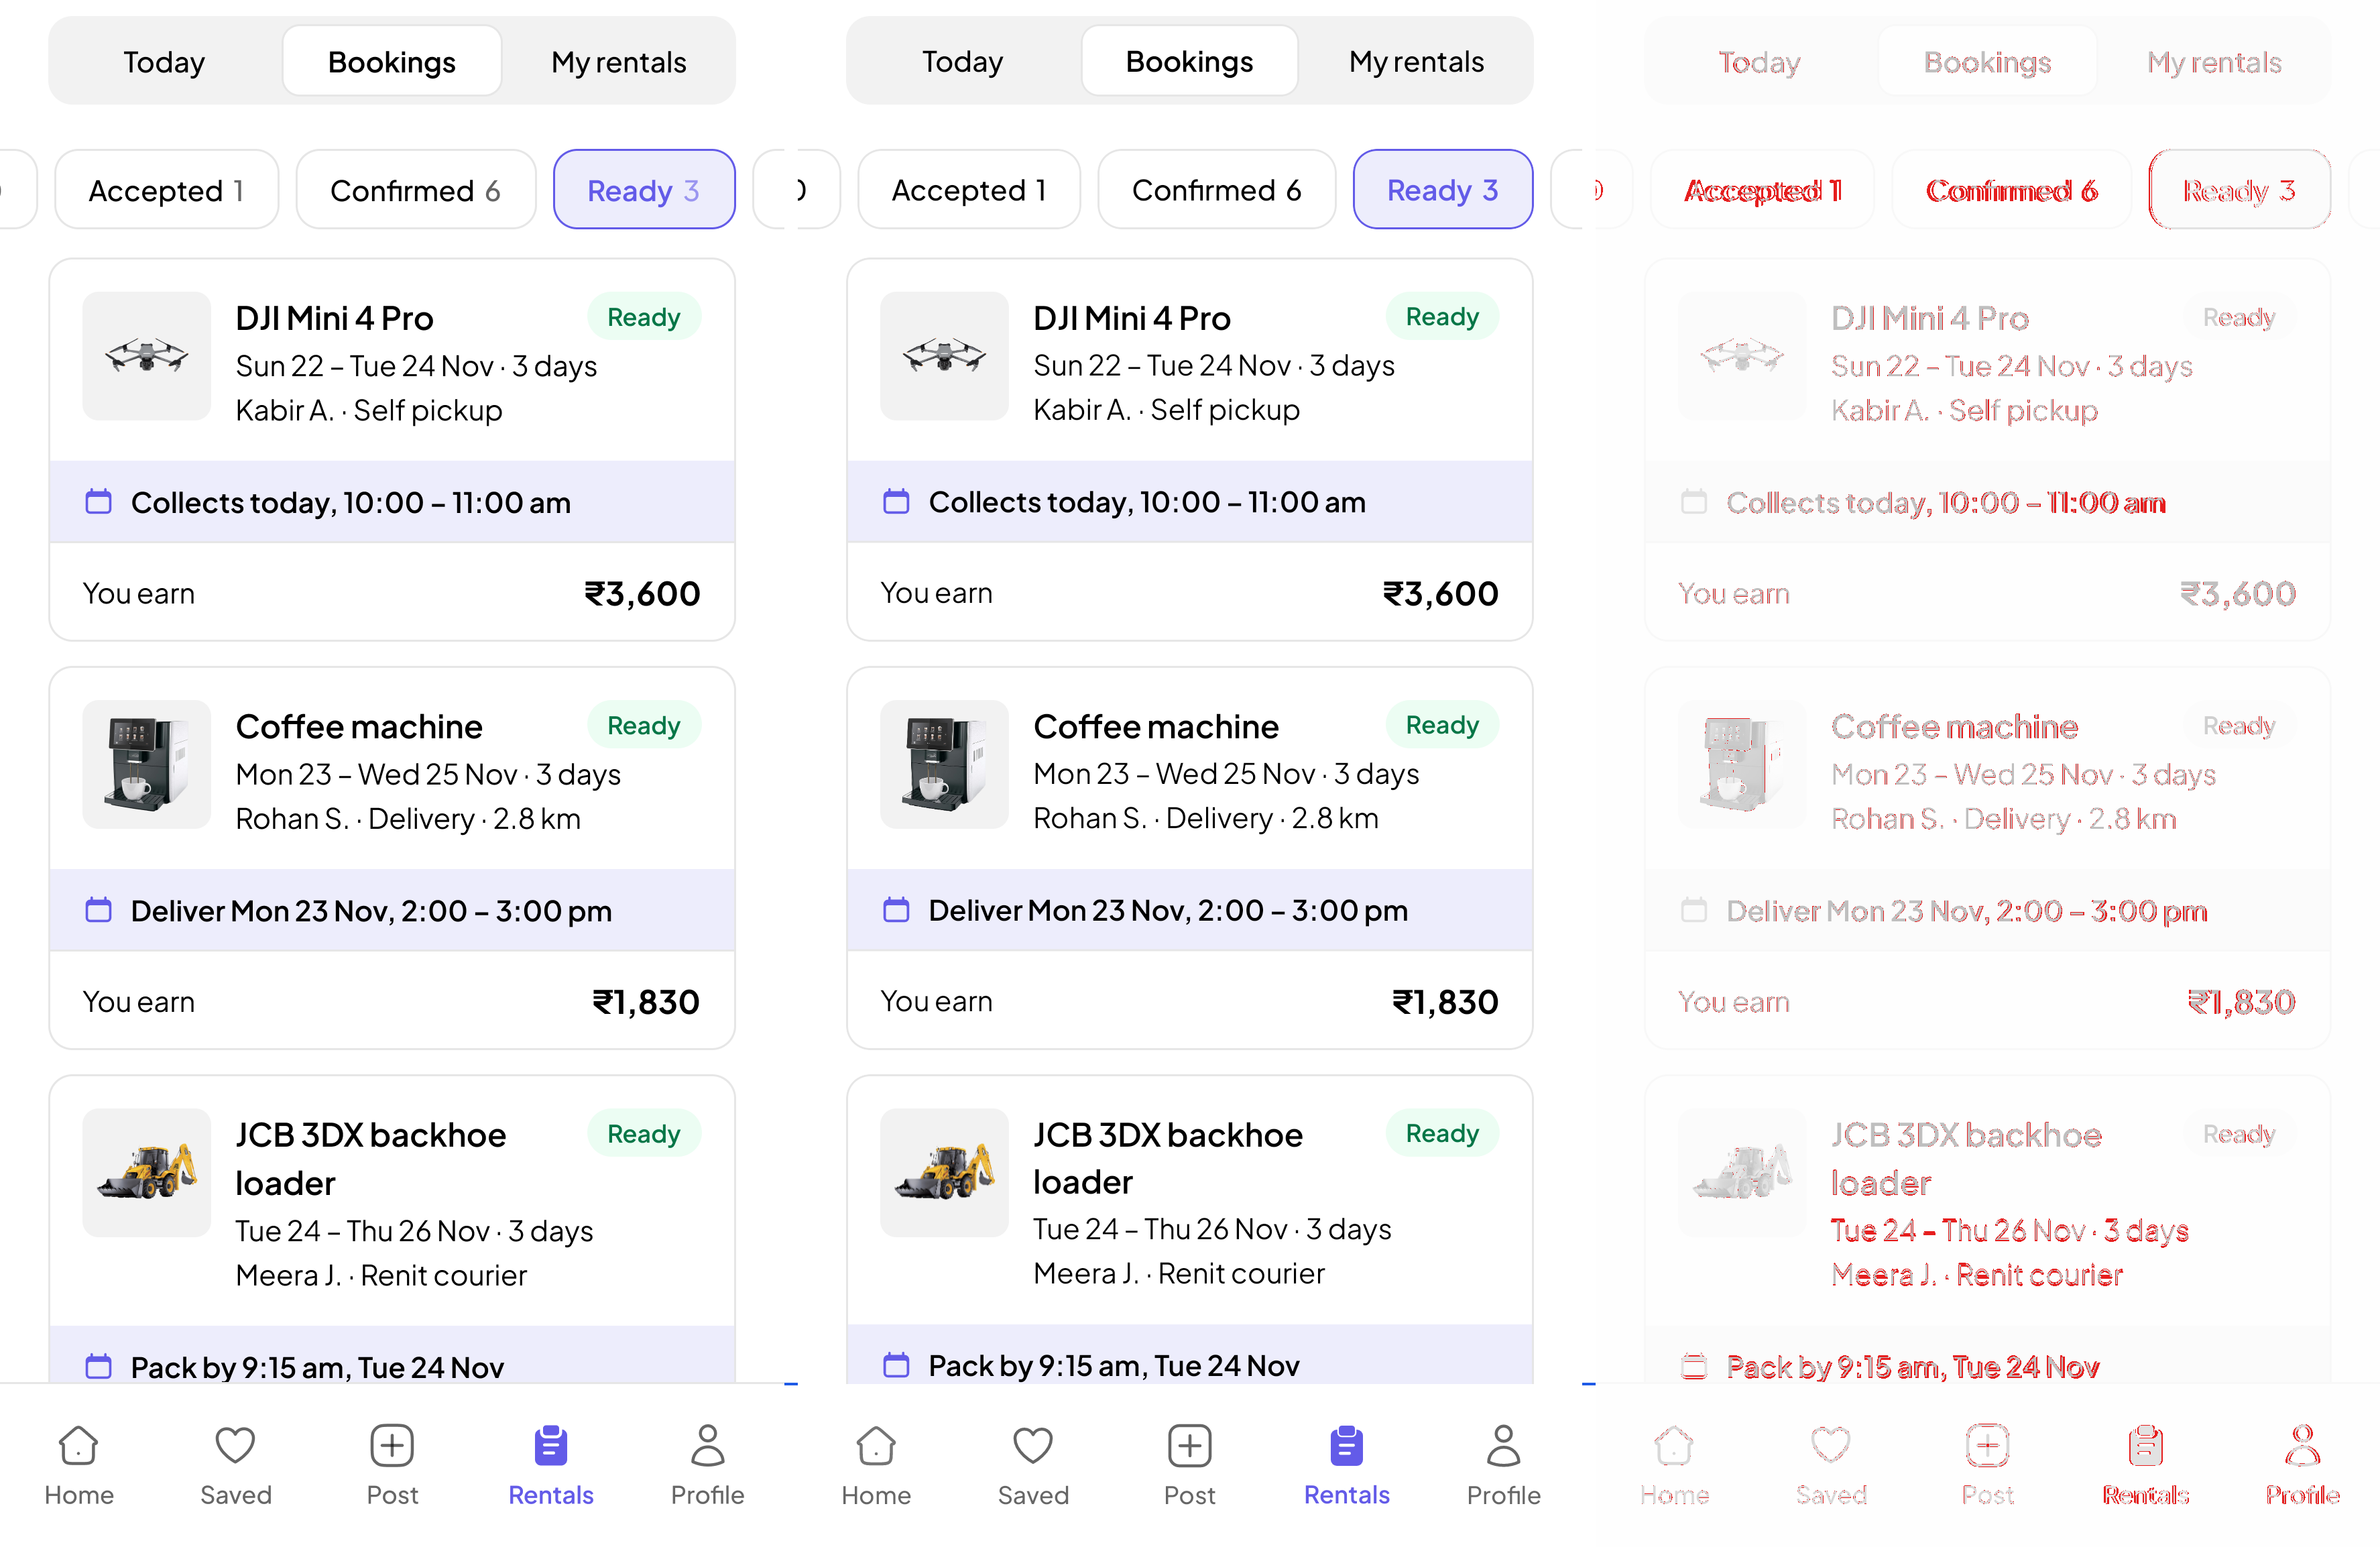 Today Bookings My rentals
Accepted 1 Confirmed 6 Ready 3
DJI Mini 4 Pro Ready
Sun 22 – Tue 24 Nov · 3 days
Kabir A. · Self pickup
Collects today, 10:00 – 11:00 am
You earn ₹3,600
Coffee machine Ready
Mon 23 – Wed 25 Nov · 3 days
Rohan S. · Delivery · 2.8 km
Deliver Mon 23 Nov, 2:00 – 3:00 pm
You earn ₹1,830
JCB 3DX backhoe Ready
loader
Tue 24 – Thu 26 Nov · 3 days
Meera J. · Renit courier
Pack by 9:15 am, Tue 24 Nov
Home Saved Post Rentals Profile
Today Bookings My rentals
Accepted 1 Confirmed 6 Ready 3
DJI Mini 4 Pro Ready
Sun 22 – Tue 24 Nov · 3 days
Kabir A. · Self pickup
Collects today, 10:00 – 11:00 am
You earn ₹3,600
Coffee machine Ready
Mon 23 – Wed 25 Nov · 3 days
Rohan S. · Delivery · 2.8 km
Deliver Mon 23 Nov, 2:00 – 3:00 pm
You earn ₹1,830
JCB 3DX backhoe Ready
loader
Tue 24 – Thu 26 Nov · 3 days
Meera J. · Renit courier
Pack by 9:15 am, Tue 24 Nov
Home Saved Post Rentals Profile
Today Bookings My rentals
Accepted 1 Confirmed 6 Ready 3
DJI Mini 4 Pro Ready
Sun 22 – Tue 24 Nov · 3 days
Kabir A. · Self pickup
Collects today, 10:00 – 11:00 am
You earn ₹3,600
Coffee machine Ready
Mon 23 – Wed 25 Nov · 3 days
Rohan S. · Delivery · 2.8 km
Deliver Mon 23 Nov, 2:00 – 3:00 pm
You earn ₹1,830
JCB 3DX backhoe Ready
loader
Tue 24 – Thu 26 Nov · 3 days
Meera J. · Renit courier
Pack by 9:15 am, Tue 24 Nov
Home Saved Post Rentals Profile